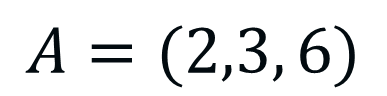 A = (2,3, 6)